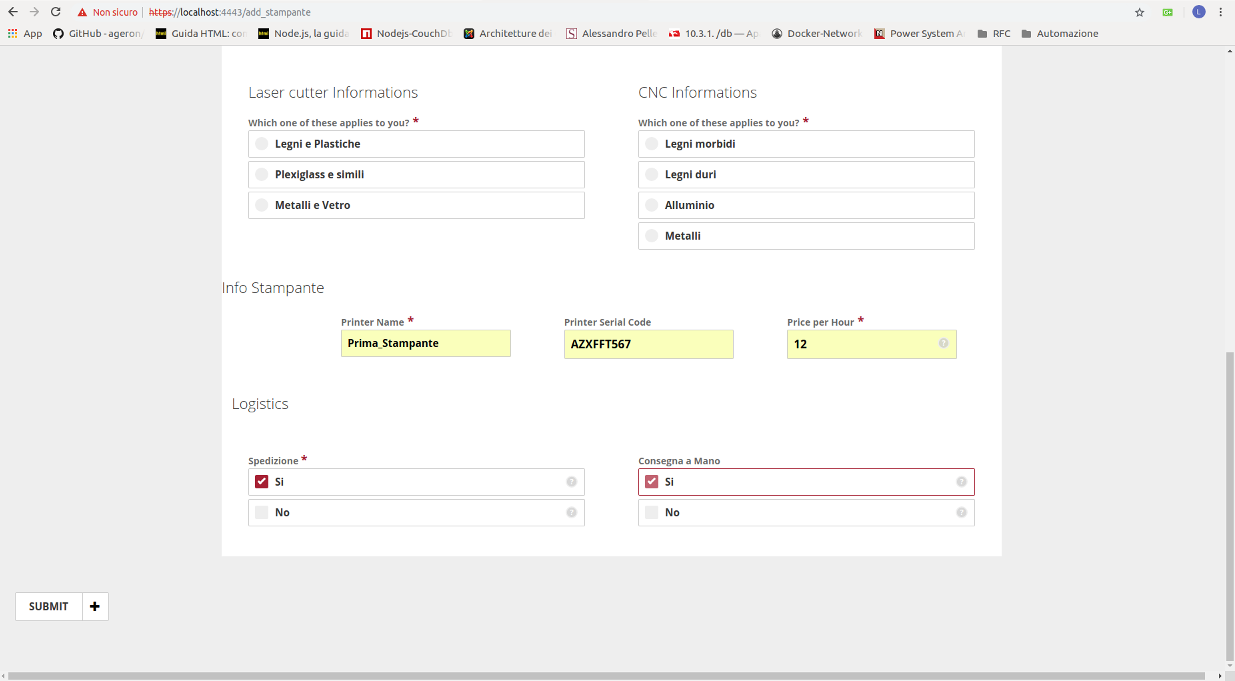 Non sicuro https://localhost:4443/add_stampante
App GitHub - ageron Guida HTML: co Node.js, la guida Nodejs-CouchD Architetture dei Alessandro Pelle 10.3.1. /db — Ap Docker-Network Power System A RFC Automazione
Laser cutter Informations
CNC Informations
Which one of these applies to you? *
Legni e Plastiche
Plexiglass e simili
Metalli e Vetro
Which one of these applies to you? *
Legni morbidi
Legni duri
Alluminio
Metalli
Info Stampante
Printer Name *
Prima_Stampante
Printer Serial Code
AZXFFT567
Price per Hour *
12
Logistics
Spedizione *
Si
No
Consegna a Mano
Si
No
SUBMIT